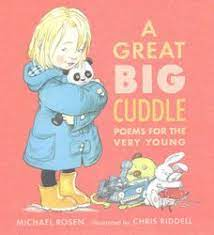 A
GREAT
BIG
CUDDLE
POEMS FOR THE
VERY YOUNG
MICHAEL ROSEN illustrated by CHRIS RIDDELL